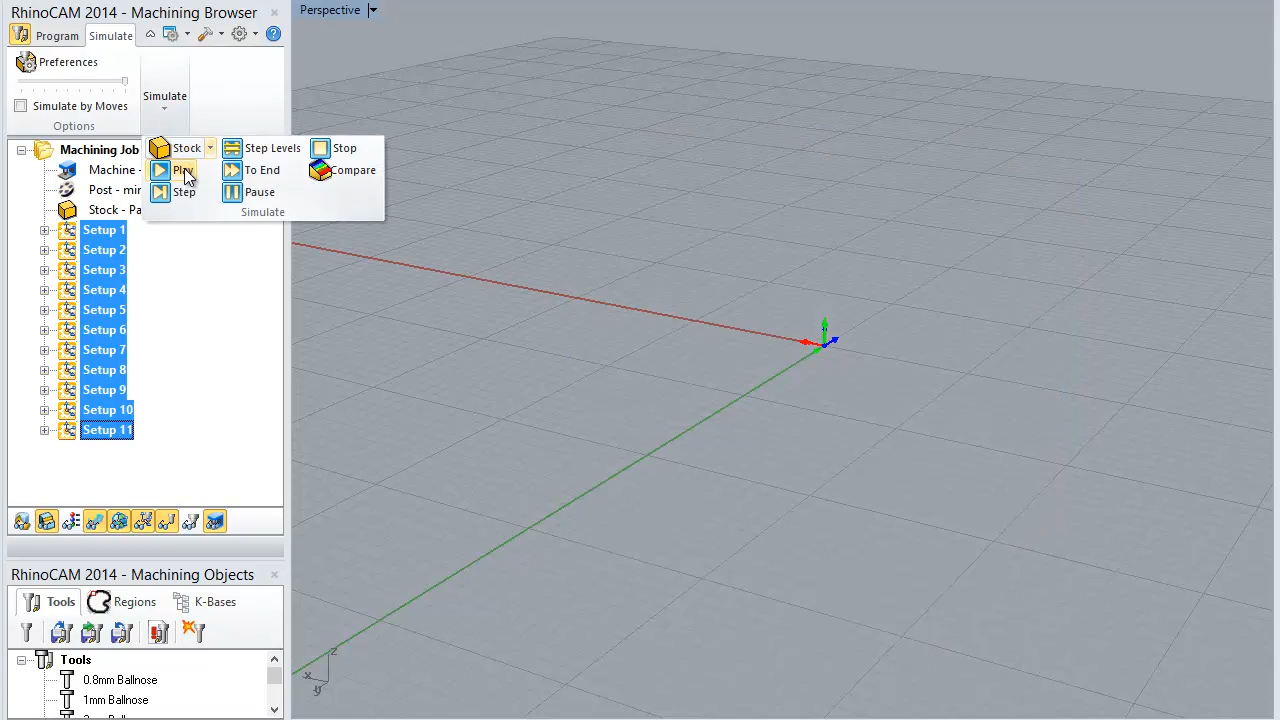 RhinoCAM 2014 - Machining Browser
Perspective
Program
Simulate
Preferences
Simulate by Moves
Options
Simulate
Stock
Step Levels
Stop
Play
To End
Compare
Step
Pause
Simulate
Machining Job
Machine -
Post - mi
Stock - Pa
Setup 1
Setup 2
Setup 3
Setup 4
Setup 5
Setup 6
Setup 7
Setup 8
Setup 9
Setup 10
Setup 11
RhinoCAM 2014 - Machining Objects
Tools
Regions
K-Bases
Tools
0.8mm Ballnose
1mm Ballnose
z
x
y